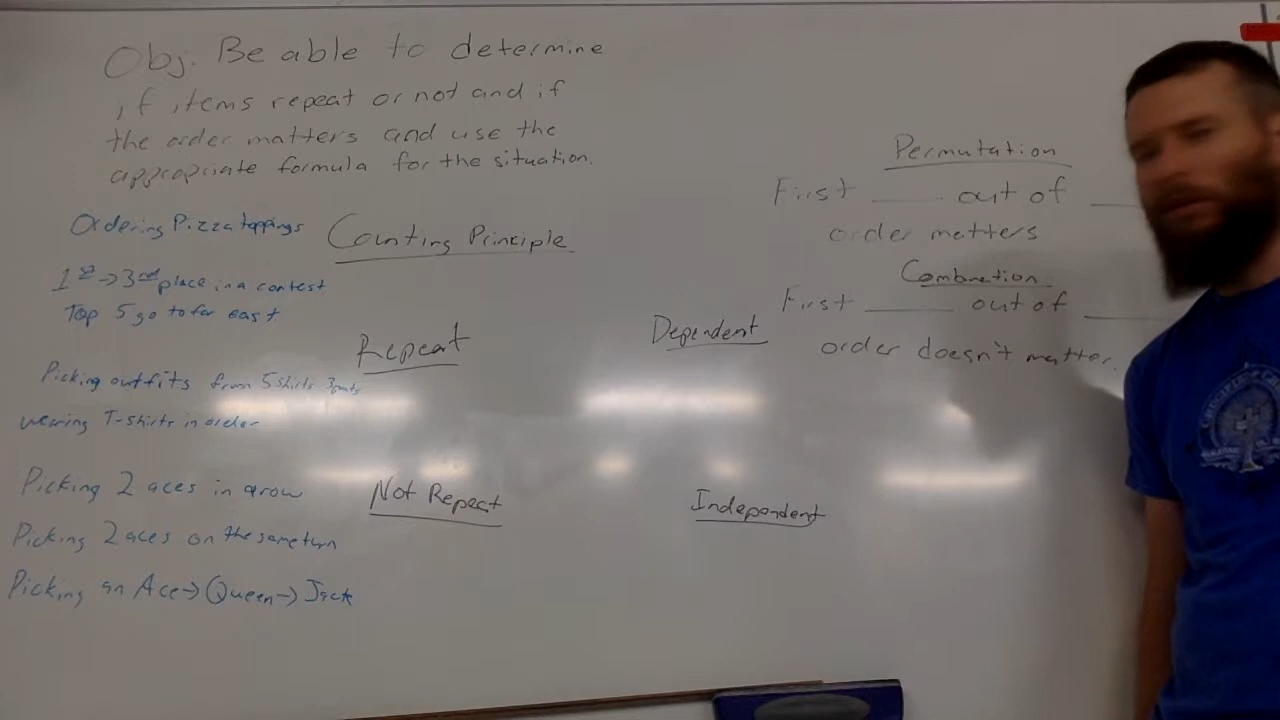 Obj. Be able to determine
if items repeat or not and if
the order matters and use the
appropriate formula for the situation.
Ordering Pizza toppings
Counting Principle
1st → 3rd place in a contest
Top 5 go to far east
Repeat
Picking outfits from 5 shirts 3 pants
wearing T-shirts in order
Picking 2 aces in a row
Not Repeat
Picking 2 aces on the same turn
Picking an Ace → Queen → Jack
Dependent
Independent
Permutation
First ____ out of ____
order matters
Combination
First ____ out of ____
order doesn't matter.